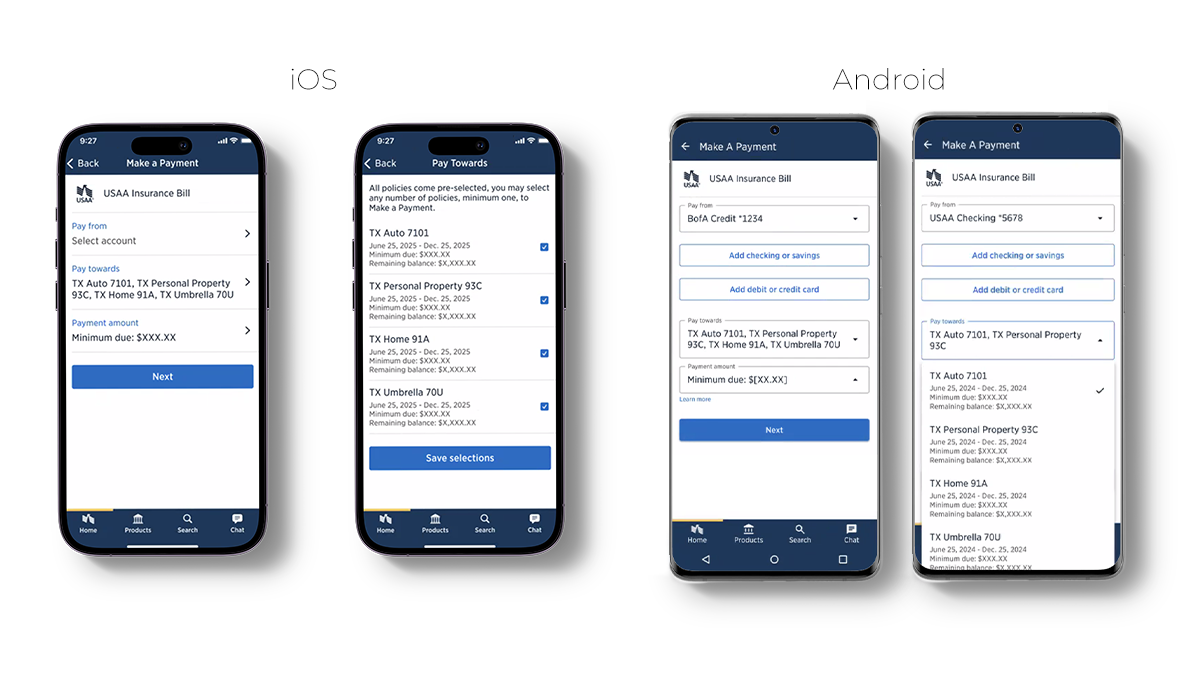 iOS
Android
9:27
Back
Make a Payment
USAA®
USAA Insurance Bill
Pay from
Select account
Pay towards
TX Auto 7101, TX Personal Property
93C, TX Home 91A, TX Umbrella 70U
Payment amount
Minimum due: $XXX.XX
Next
Home
Products
Search
Chat
9:27
Back
Pay Towards
All policies come pre-selected, you may select
any number of policies, minimum one, to
Make a Payment.
TX Auto 7101
June 25, 2025 - Dec. 25, 2025
Minimum due: $XXX.XX
Remaining balance: $X,XXX.XX
TX Personal Property 93C
June 25, 2025 - Dec. 25, 2025
Minimum due: $XXX.XX
Remaining balance: $X,XXX.XX
TX Home 91A
June 25, 2025 - Dec. 25, 2025
Minimum due: $XXX.XX
Remaining balance: $X,XXX.XX
TX Umbrella 70U
June 25, 2025 - Dec. 25, 2025
Minimum due: $XXX.XX
Remaining balance: $X,XXX.XX
Save selections
Home
Products
Search
Chat
Make A Payment
USAA®
USAA Insurance Bill
Pay from
BofA Credit *1234
Add checking or savings
Add debit or credit card
Pay towards
TX Auto 7101, TX Personal Property
93C, TX Home 91A, TX Umbrella 70U
Payment amount
Minimum due: $[XX.XX]
Learn more
Next
Home
Products
Search
Chat
Make A Payment
USAA®
USAA Insurance Bill
Pay from
USAA Checking *5678
Add checking or savings
Add debit or credit card
Pay towards
TX Auto 7101, TX Personal Property
93C
TX Auto 7101
June 25, 2024 - Dec. 25, 2024
Minimum due: $XXX.XX
Remaining balance: $X,XXX.XX
TX Personal Property 93C
June 25, 2024 - Dec. 25, 2024
Minimum due: $XXX.XX
Remaining balance: $X,XXX.XX
TX Home 91A
June 25, 2024 - Dec. 25, 2024
Minimum due: $XXX.XX
Remaining balance: $X,XXX.XX
TX Umbrella 70U
June 25, 2024 - Dec. 25, 2024
Minimum due: $XXX.XX
Remaining balance: $X,XXX.XX